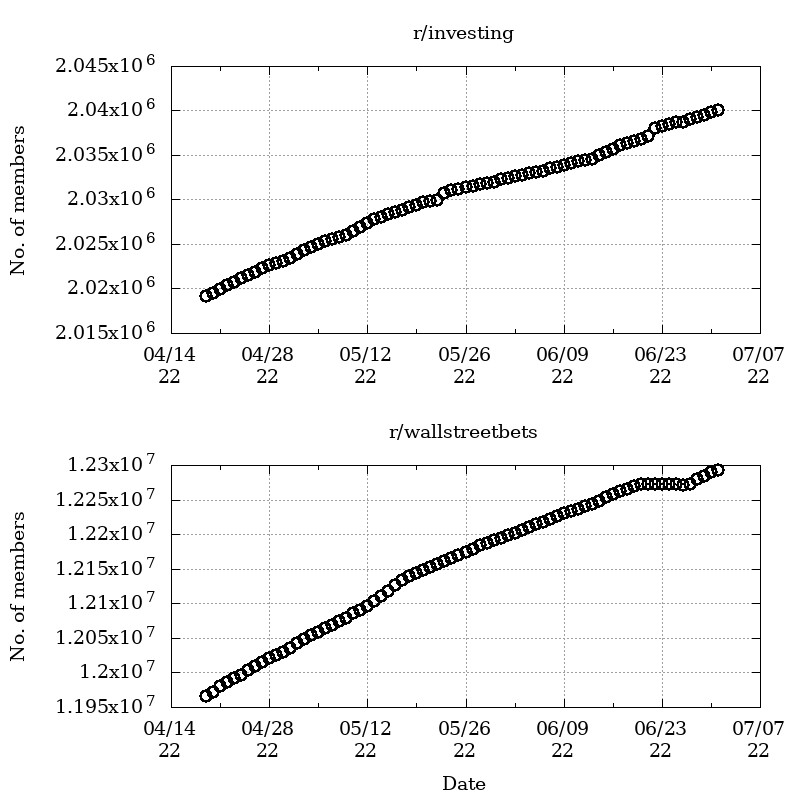 r/investing
2.045x10^6
2.04x10^6
2.035x10^6
2.03x10^6
2.025x10^6
2.02x10^6
2.015x10^6
No. of members
04/14 04/28 05/12 05/26 06/09 06/23 07/07
22 22 22 22 22 22 22
r/wallstreetbets
1.23x10^7
1.225x10^7
1.22x10^7
1.215x10^7
1.21x10^7
1.205x10^7
1.2x10^7
1.195x10^7
No. of members
04/14 04/28 05/12 05/26 06/09 06/23 07/07
22 22 22 22 22 22 22
Date